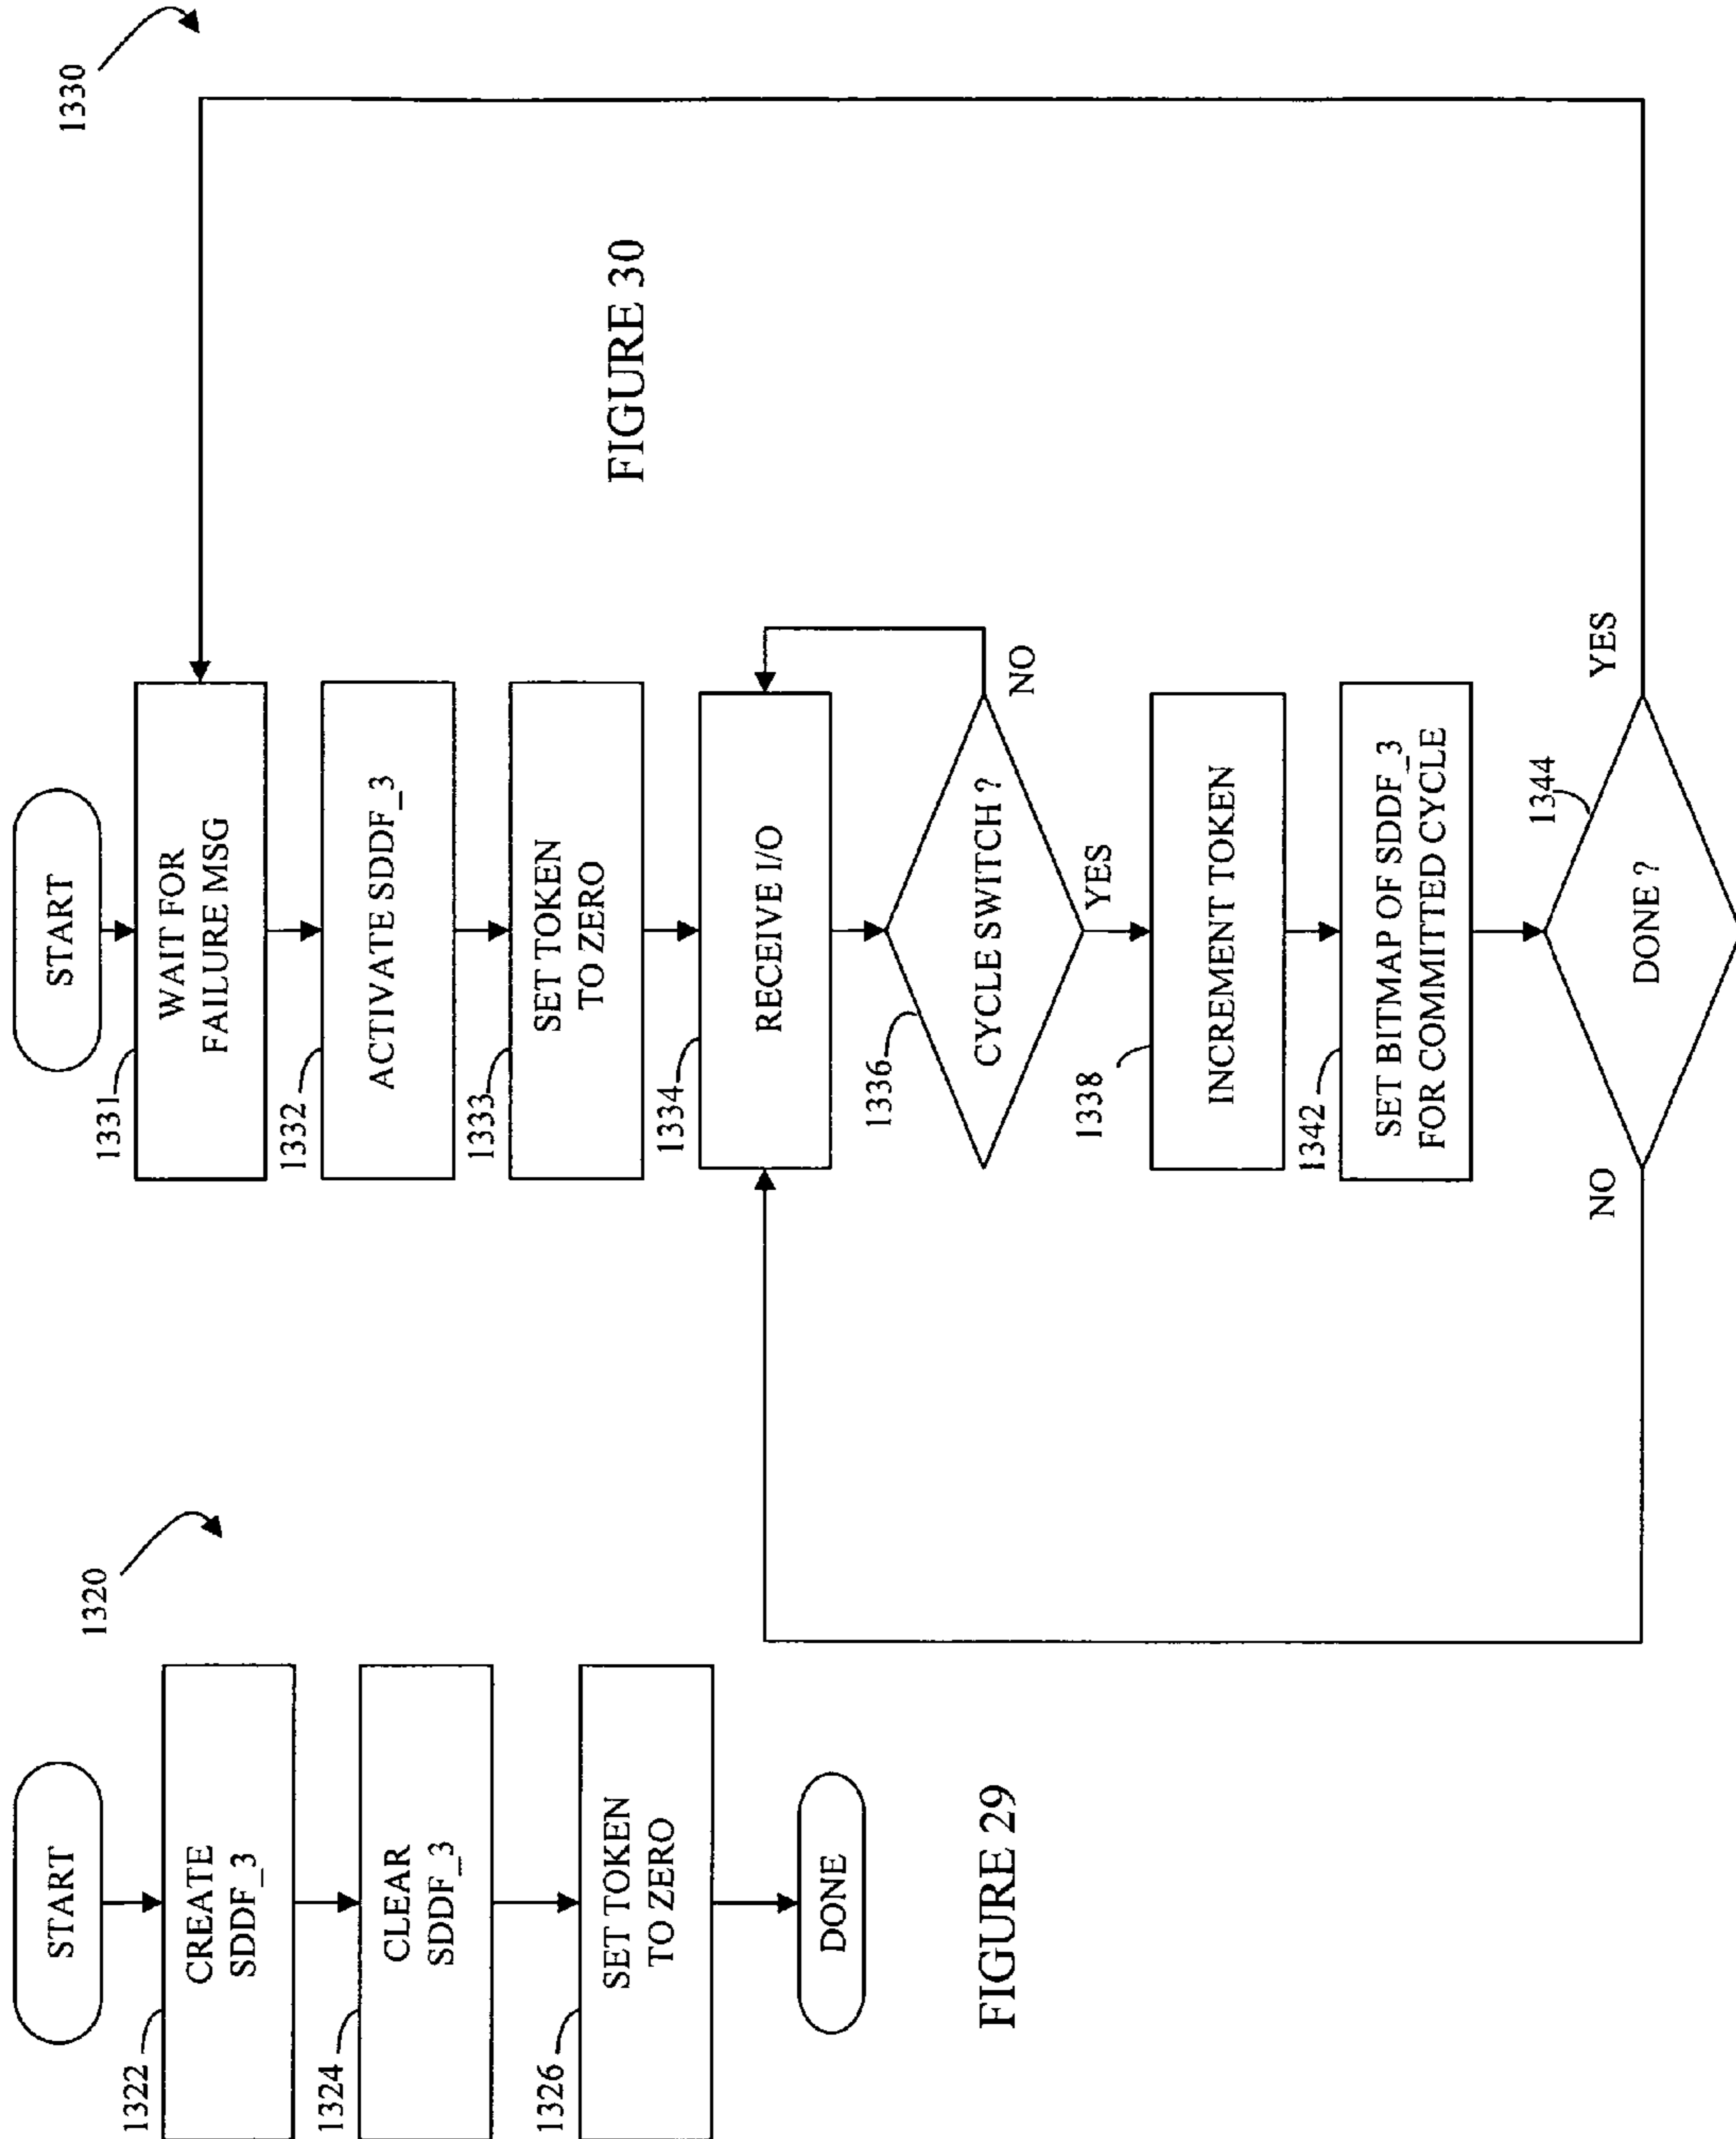 1320
START
1322
CREATE
SDDF_3
1324
CLEAR
SDDF_3
1326
SET TOKEN
TO ZERO
DONE
FIGURE 29
1330
START
1331
WAIT FOR
FAILURE MSG
1332
ACTIVATE SDDF_3
1333
SET TOKEN
TO ZERO
1334
RECEIVE I/O
1336
CYCLE SWITCH ?
NO
YES
1338
INCREMENT TOKEN
1342
SET BITMAP OF SDDF_3
FOR COMMITTED CYCLE
1344
DONE ?
NO
YES
FIGURE 30